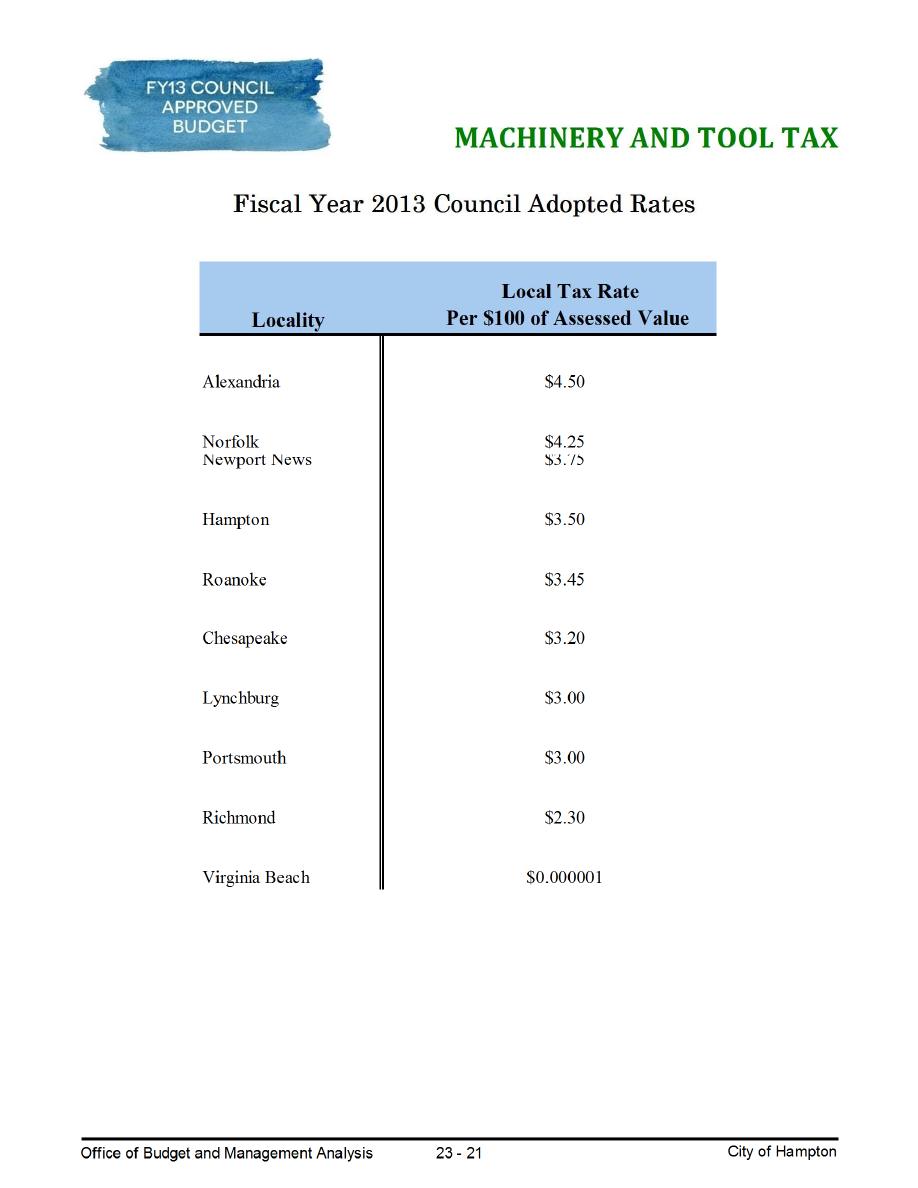 FY13 COUNCIL
APPROVED
BUDGET
MACHINERY AND TOOL TAX
Fiscal Year 2013 Council Adopted Rates
Local Tax Rate
Locality Per $100 of Assessed Value
Alexandria $4.50
Norfolk $4.25
Newport News $3.75
Hampton $3.50
Roanoke $3.45
Chesapeake $3.20
Lynchburg $3.00
Portsmouth $3.00
Richmond $2.30
Virginia Beach $0.000001
Office of Budget and Management Analysis 23 - 21 City of Hampton